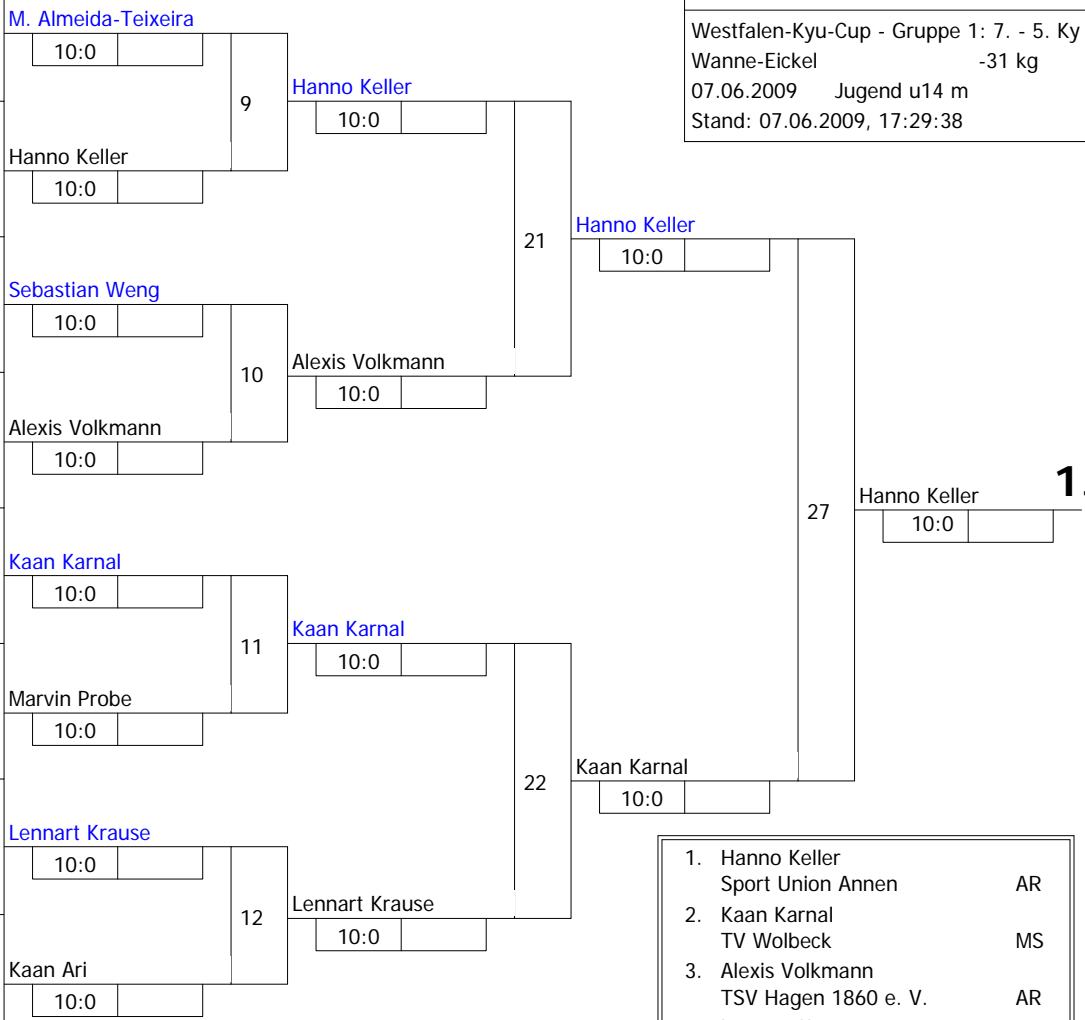 M. Almeida-Teixeira
10:0
9
Hanno Keller
10:0
Sebastian Weng
10:0
10
Alexis Volkmann
10:0
Kaan Karnal
10:0
11
Marvin Probe
10:0
Lennart Krause
10:0
12
Kaan Ari
10:0
Hanno Keller
10:0
21
Alexis Volkmann
10:0
Kaan Karnal
10:0
22
Lennart Krause
10:0
Hanno Keller
10:0
27
Kaan Karnal
10:0
Hanno Keller 1.
10:0
Westfalen-Kyu-Cup - Gruppe 1: 7. - 5. Ky
Wanne-Eickel -31 kg
07.06.2009 Jugend u14 m
Stand: 07.06.2009, 17:29:38
1. Hanno Keller
Sport Union Annen AR
2. Kaan Karnal
TV Wolbeck MS
3. Alexis Volkmann
TSV Hagen 1860 e. V. AR